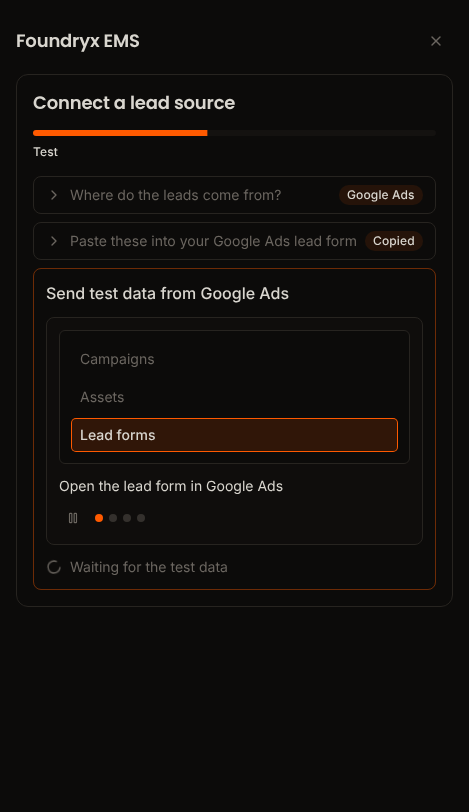 Foundryx EMS
Connect a lead source
Test
Where do the leads come from?
Google Ads
Paste these into your Google Ads lead form
Copied
Send test data from Google Ads
Campaigns
Assets
Lead forms
Open the lead form in Google Ads
Waiting for the test data